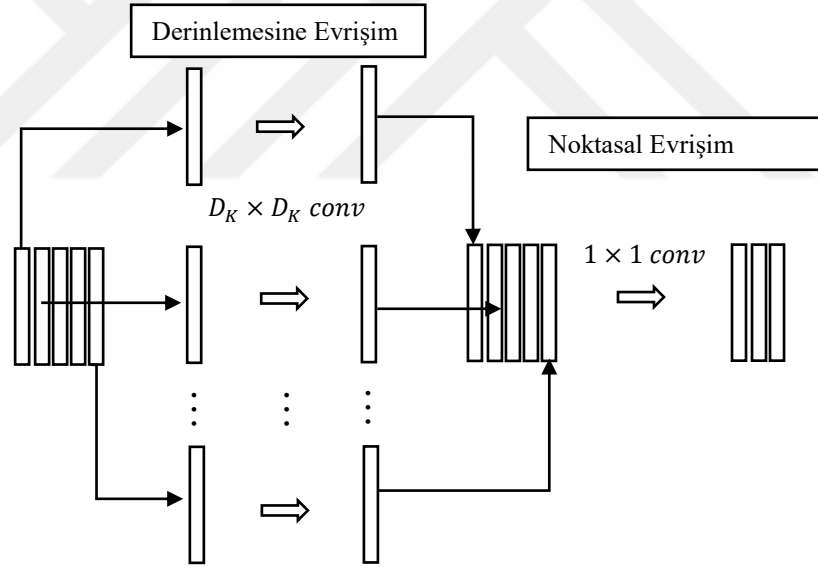 Derinlemesine Evrişim
Noktasal Evrişim
D_K × D_K conv
1 × 1 conv